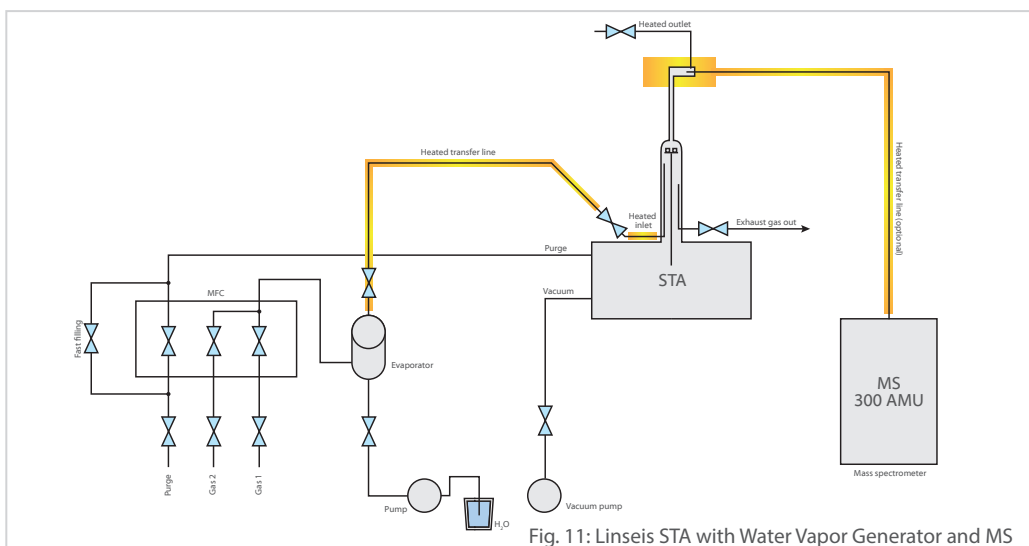 Heated outlet
Heated transfer line
Heated transfer line (optional)
Heated
inlet
Exhaust gas out
Purge
STA
MFC
Vacuum
Fast filling
Evaporator
MS
300 AMU
Mass spectrometer
Purge
Gas 2
Gas 1
Pump
H₂O
Vacuum pump
Fig. 11: Linseis STA with Water Vapor Generator and MS